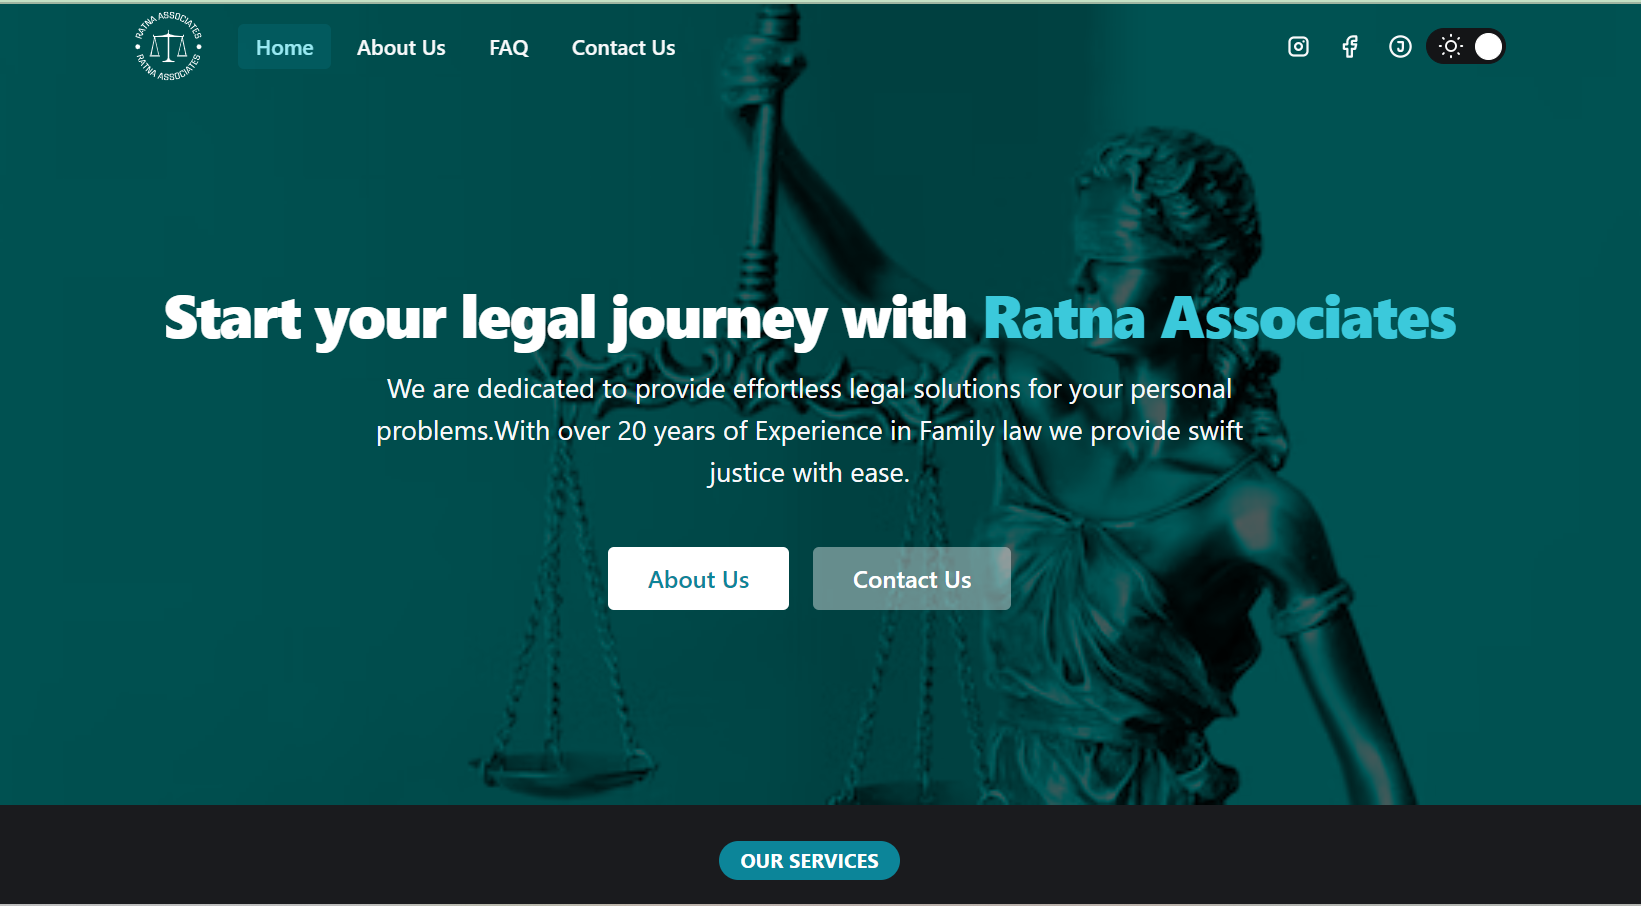 RATNA ASSOCIATES
RATNA ASSOCIATES
Home
About Us
FAQ
Contact Us
Start your legal journey with Ratna Associates
We are dedicated to provide effortless legal solutions for your personal
problems.With over 20 years of Experience in Family law we provide swift
justice with ease.
About Us
Contact Us
OUR SERVICES